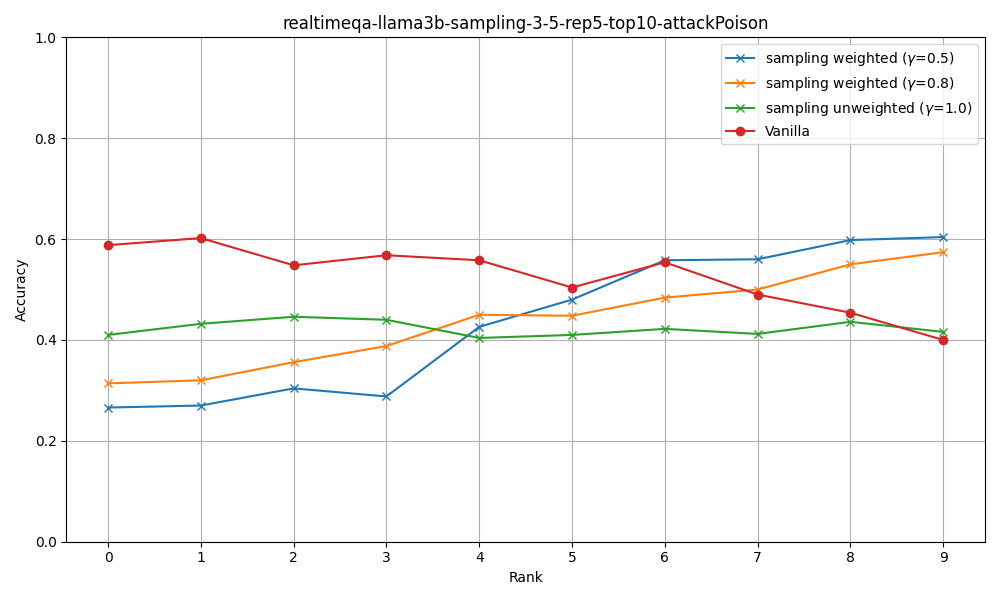 realtimeqa-llama3b-sampling-3-5-rep5-top10-attackPoison
sampling weighted (γ=0.5)
sampling weighted (γ=0.8)
sampling unweighted (γ=1.0)
Vanilla
Accuracy
1.0
0.8
0.6
0.4
0.2
0.0
0 1 2 3 4 5 6 7 8 9
Rank